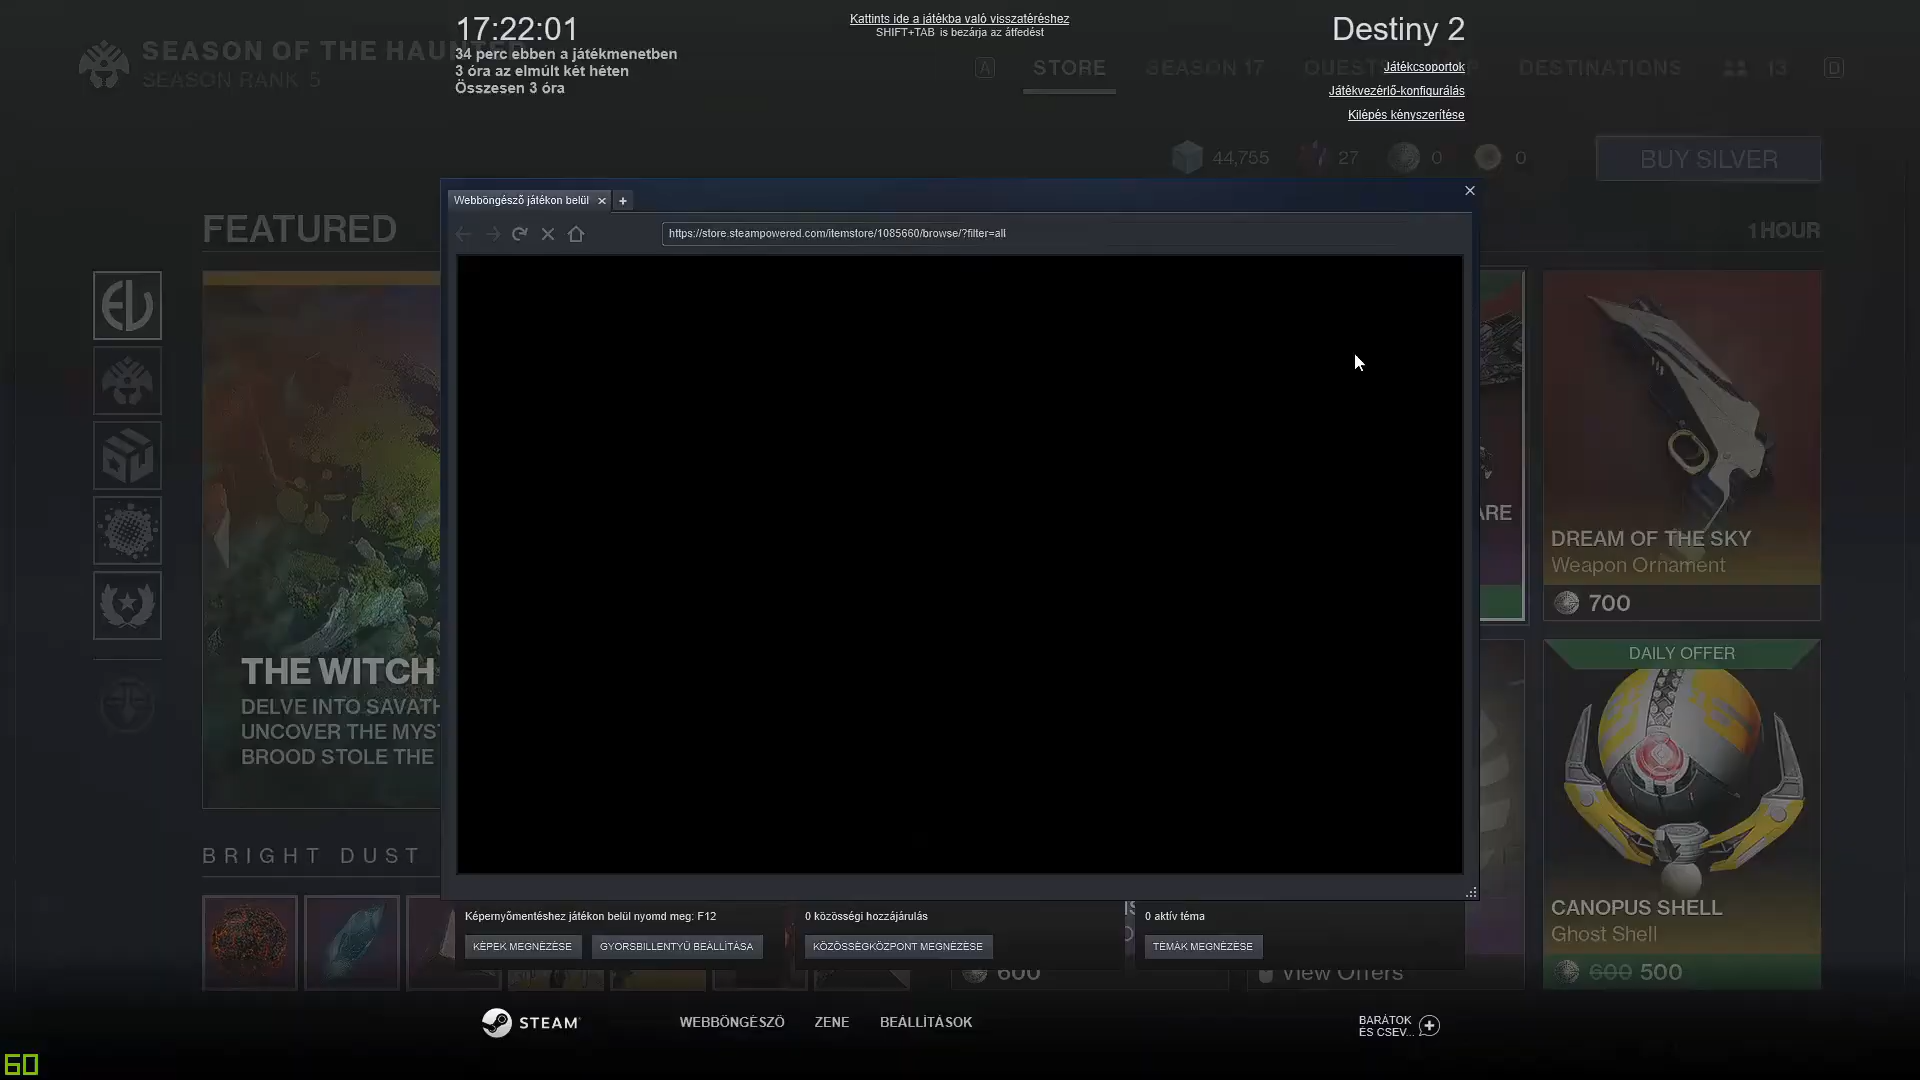 17:22:01
34 perc ebben a játékmenetben
3 óra az elmúlt két héten
Összesen 3 óra
Kattints ide a játékba való visszatéréshez
SHIFT+TAB is bezárja az átfedést
Destiny 2
Játékcsoportok
Játékvezérlő-konfigurálás
Kilépés kényszerítése
SEASON OF THE HAUN
SEASON RANK 5
A
STORE
SEASON 17
QUEST
DESTINATIONS
13
D
44,755
27
0
0
BUY SILVER
FEATURED
1 HOUR
Webböngésző játékon belül
https://store.steampowered.com/itemstore/1085660/browse/?filter=all
THE WITCH
DELVE INTO SAVATH
UNCOVER THE MYS
BROOD STOLE THE
ARE
DREAM OF THE SKY
Weapon Ornament
700
DAILY OFFER
CANOPUS SHELL
Ghost Shell
600 500
BRIGHT DUST
Képernyőmentéshez játékon belül nyomd meg: F12
KÉPEK MEGNÉZÉSE
GYORSBILLENTYŰ BEÁLLÍTÁSA
0 közösségi hozzájárulás
KÖZÖSSÉGKÖZPONT MEGNÉZÉSE
0 aktív téma
TÉMÁK MEGNÉZÉSE
600
View Offers
STEAM
WEBBÖNGÉSZŐ
ZENE
BEÁLLÍTÁSOK
BARÁTOK
ÉS CSEV...
60